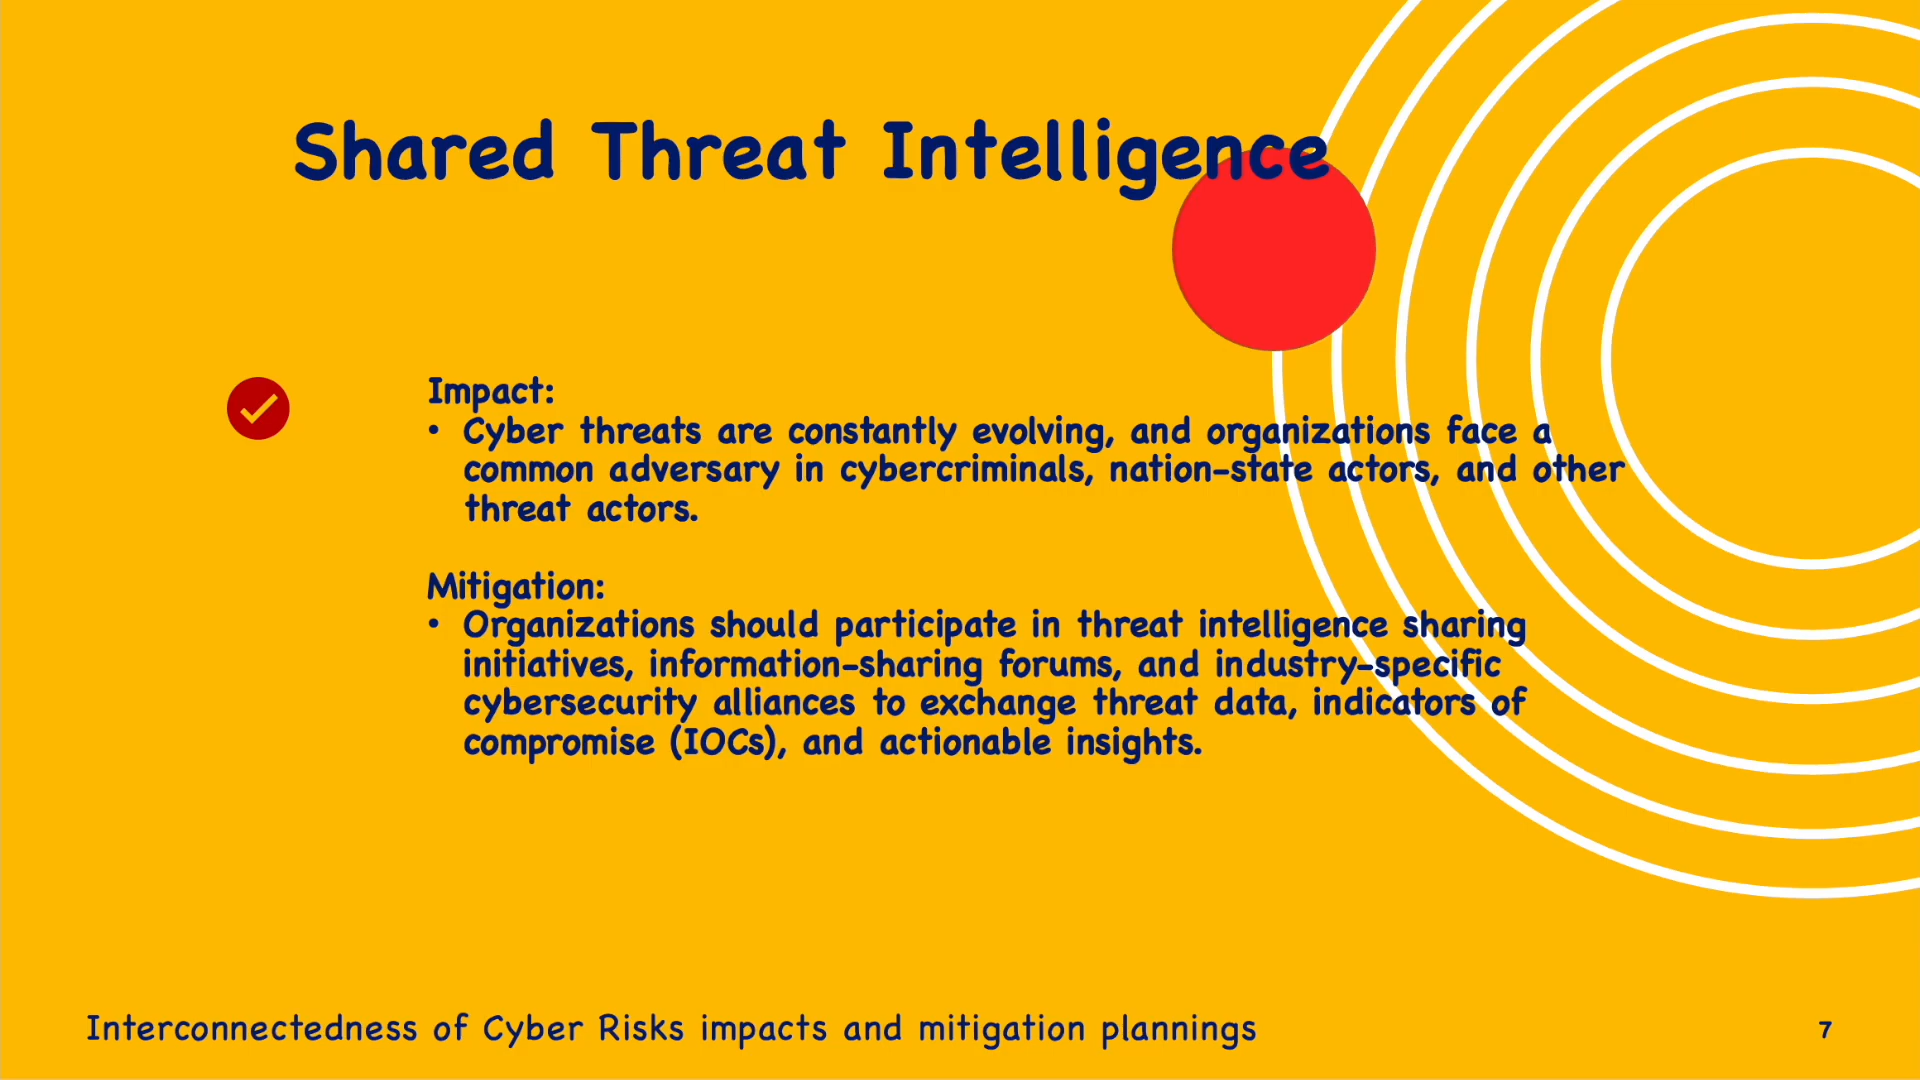 Shared Threat Intelligence
Impact:
• Cyber threats are constantly evolving, and organizations face a
common adversary in cybercriminals, nation-state actors, and other
threat actors.
Mitigation:
• Organizations should participate in threat intelligence sharing
initiatives, information-sharing forums, and industry-specific
cybersecurity alliances to exchange threat data, indicators of
compromise (IOCs), and actionable insights.
Interconnectedness of Cyber Risks impacts and mitigation plannings
7